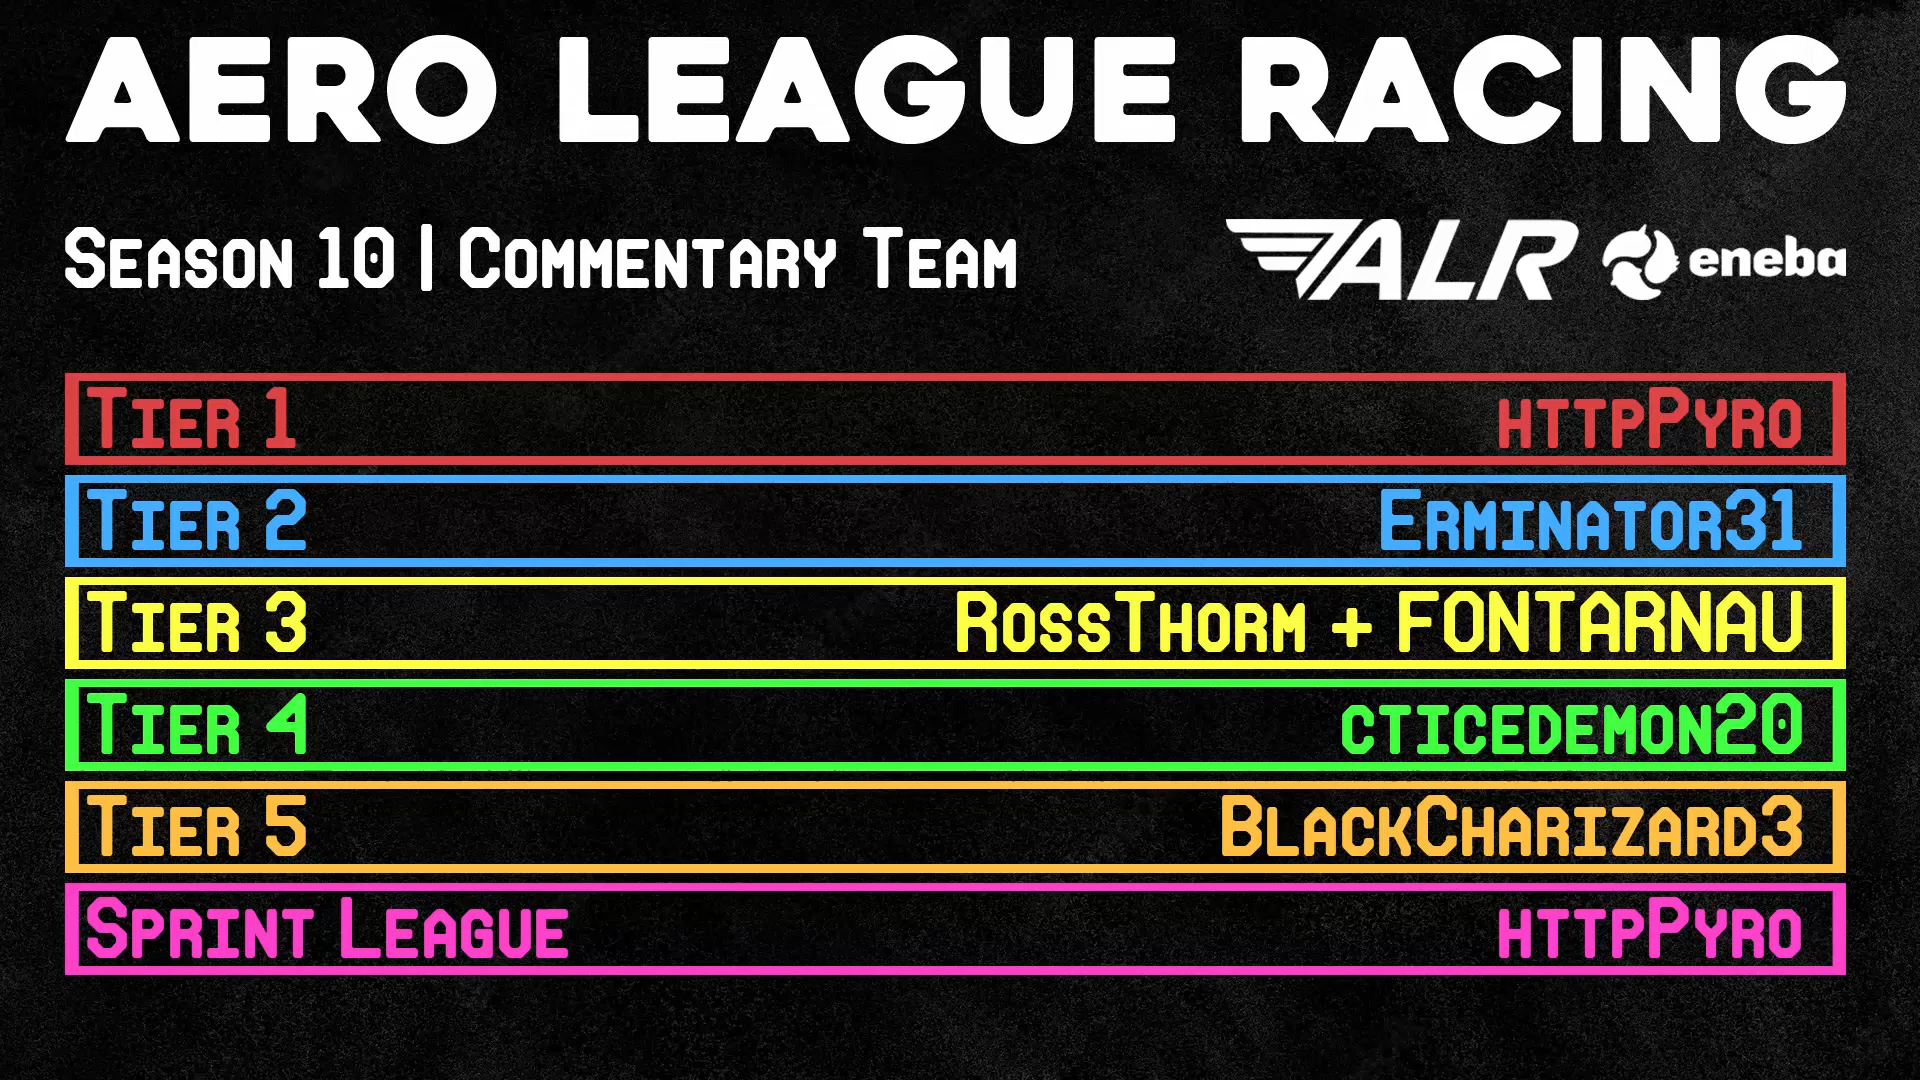 AERO LEAGUE RACING
Season 10 | Commentary Team
ALR eneba
Tier 1 httpPyro
Tier 2 Erminator31
Tier 3 RossThorm + FONTARNAU
Tier 4 cticedemon20
Tier 5 BlackCharizard3
Sprint League httpPyro